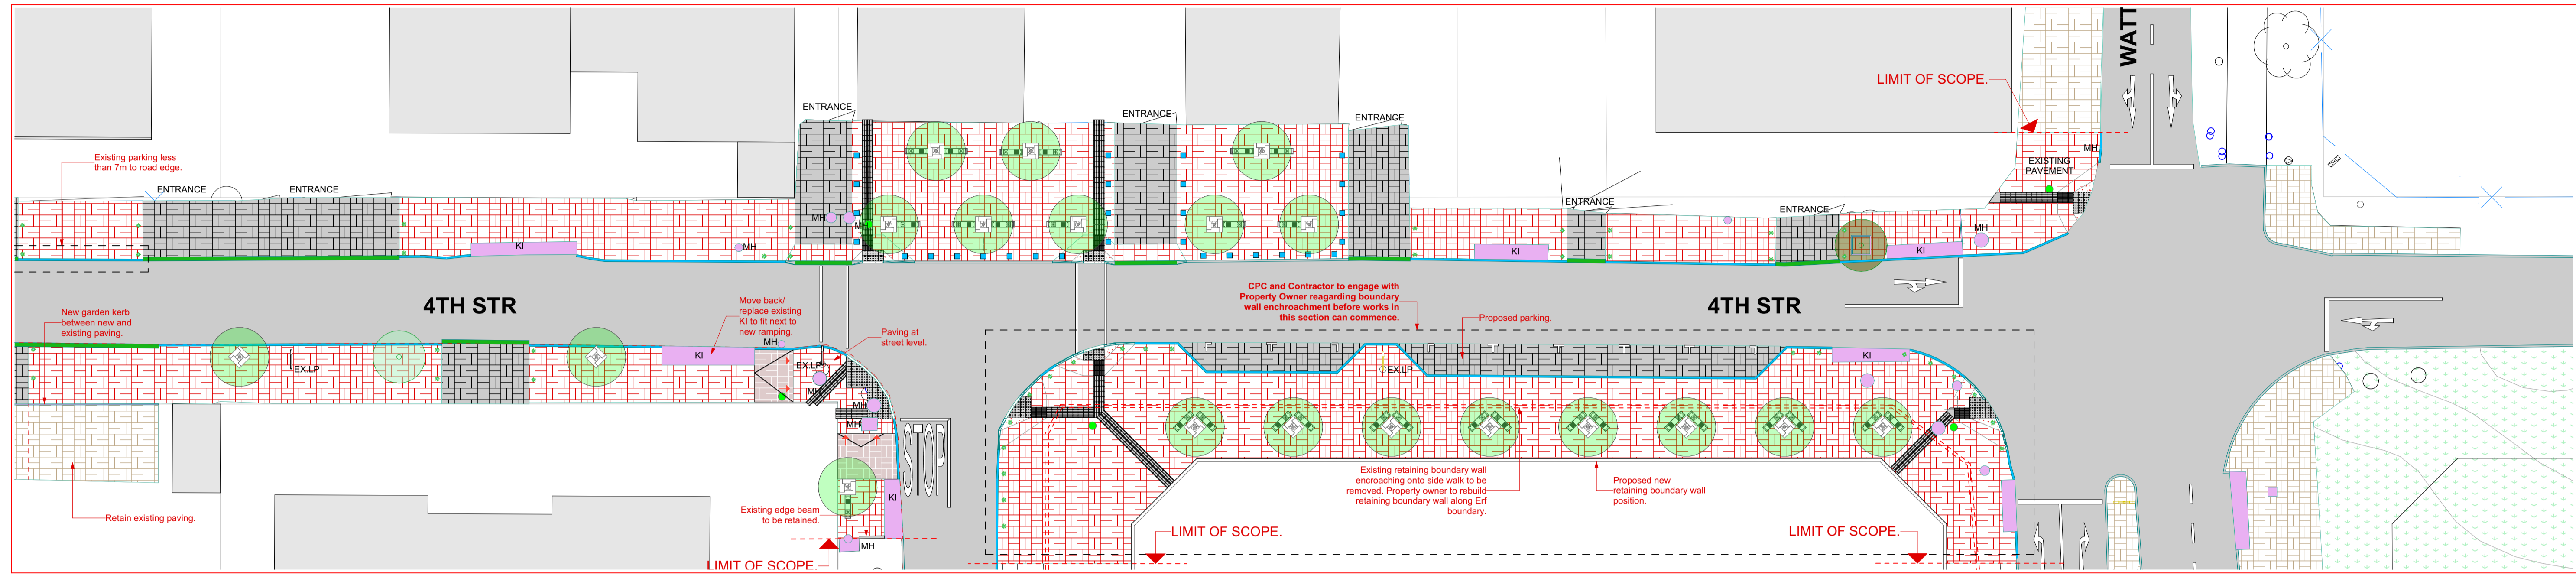 WATT
LIMIT OF SCOPE.
ENTRANCE
ENTRANCE
ENTRANCE
MH
Existing parking less
than 7m to road edge.
EXISTING
PAVEMENT
ENTRANCE
ENTRANCE
ENTRANCE
ENTRANCE
MH
MH
MH
MH
KI
KI
KI
4TH STR
4TH STR
New garden kerb
between new and
existing paving.
Move back/
replace existing
KI to fit next to
new ramping.
CPC and Contractor to engage with
Property Owner reagarding boundary
wall enchroachment before works in
this section can commence.
Proposed parking.
Paving at
street level.
MH
KI
KI
EX.LP
EX.LP
EX.LP
MH
MH
MH
STOP
Existing retaining boundary wall
encroaching onto side walk to be
removed. Property owner to rebuild
retaining boundary wall along Erf
boundary.
Proposed new
retaining boundary wall
position.
KI
Existing edge beam
to be retained.
Retain existing paving.
LIMIT OF SCOPE.
LIMIT OF SCOPE.
MH
LIMIT OF SCOPE.